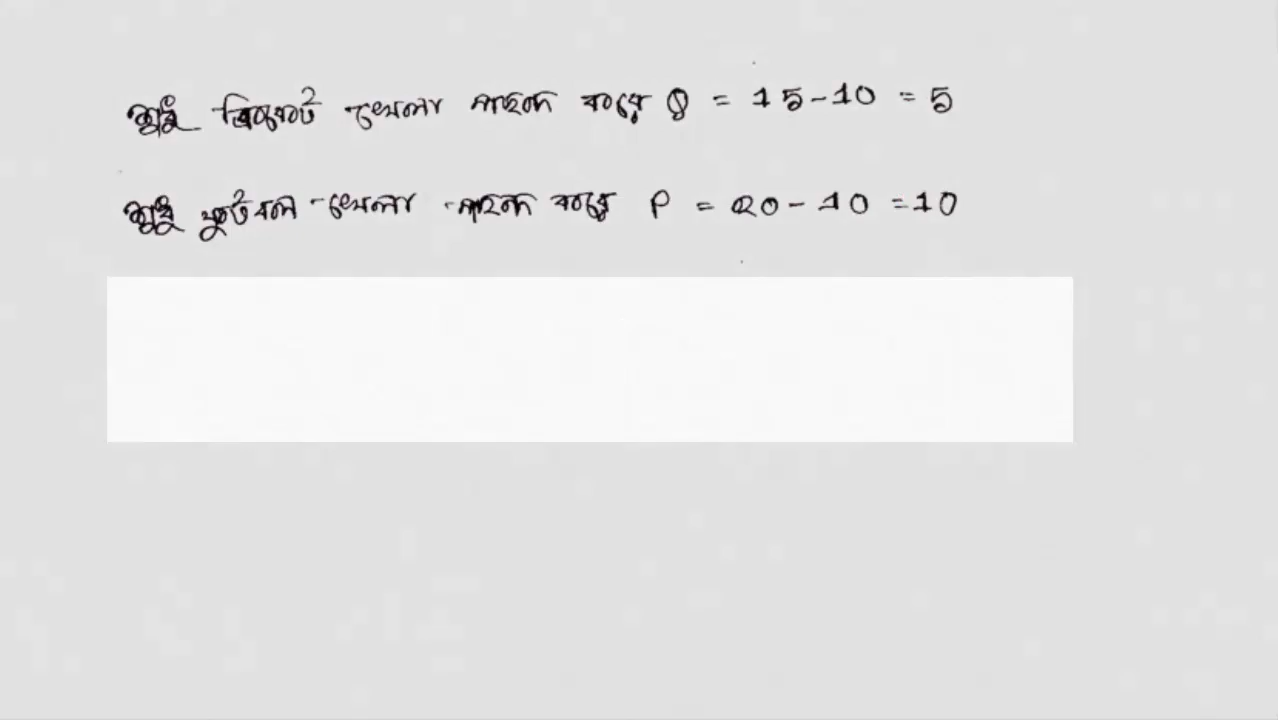 শুধু ক্রিকেট খেলা পছন্দ করে Q = 15-10 = 5
শুধু ফুটবল খেলা পছন্দ করে P = 20-10 = 10